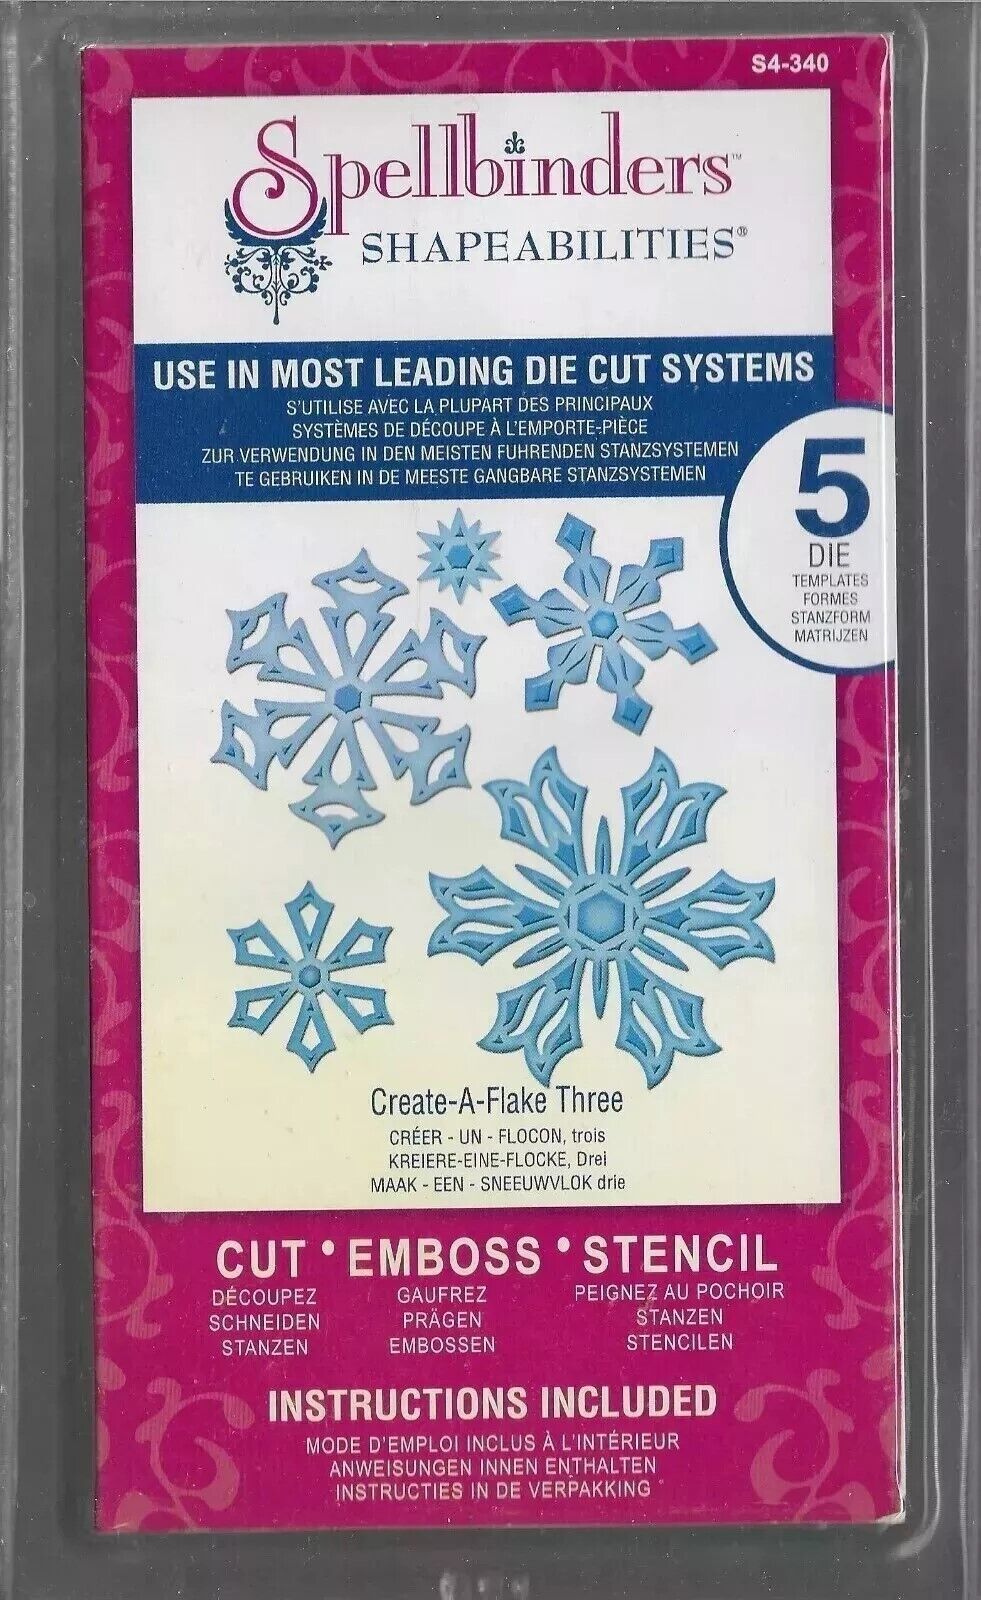 S4-340
Spellbinders™
SHAPEABILITIES®
USE IN MOST LEADING DIE CUT SYSTEMS
S'UTILISE AVEC LA PLUPART DES PRINCIPAUX
SYSTÈMES DE DÉCOUPE À L'EMPORTE-PIÈCE
ZUR VERWENDUNG IN DEN MEISTEN FUHRENDEN STANZSYSTEMEN
TE GEBRUIKEN IN DE MEESTE GANGBARE STANZSYSTEMEN
5
DIE
TEMPLATES
FORMES
STANZFORM
MATRIJZEN
Create-A-Flake Three
CRÉER - UN - FLOCON, trois
KREIERE-EINE-FLOCKE, Drei
MAAK - EEN - SNEEUWVLOK drie
CUT • EMBOSS • STENCIL
DÉCOUPEZ GAUFREZ PEIGNEZ AU POCHOIR
SCHNEIDEN PRÄGEN STANZEN
STANZEN EMBOSSEN STENCILEN
INSTRUCTIONS INCLUDED
MODE D'EMPLOI INCLUS À L'INTÉRIEUR
ANWEISUNGEN INNEN ENTHALTEN
INSTRUCTIES IN DE VERPAKKING